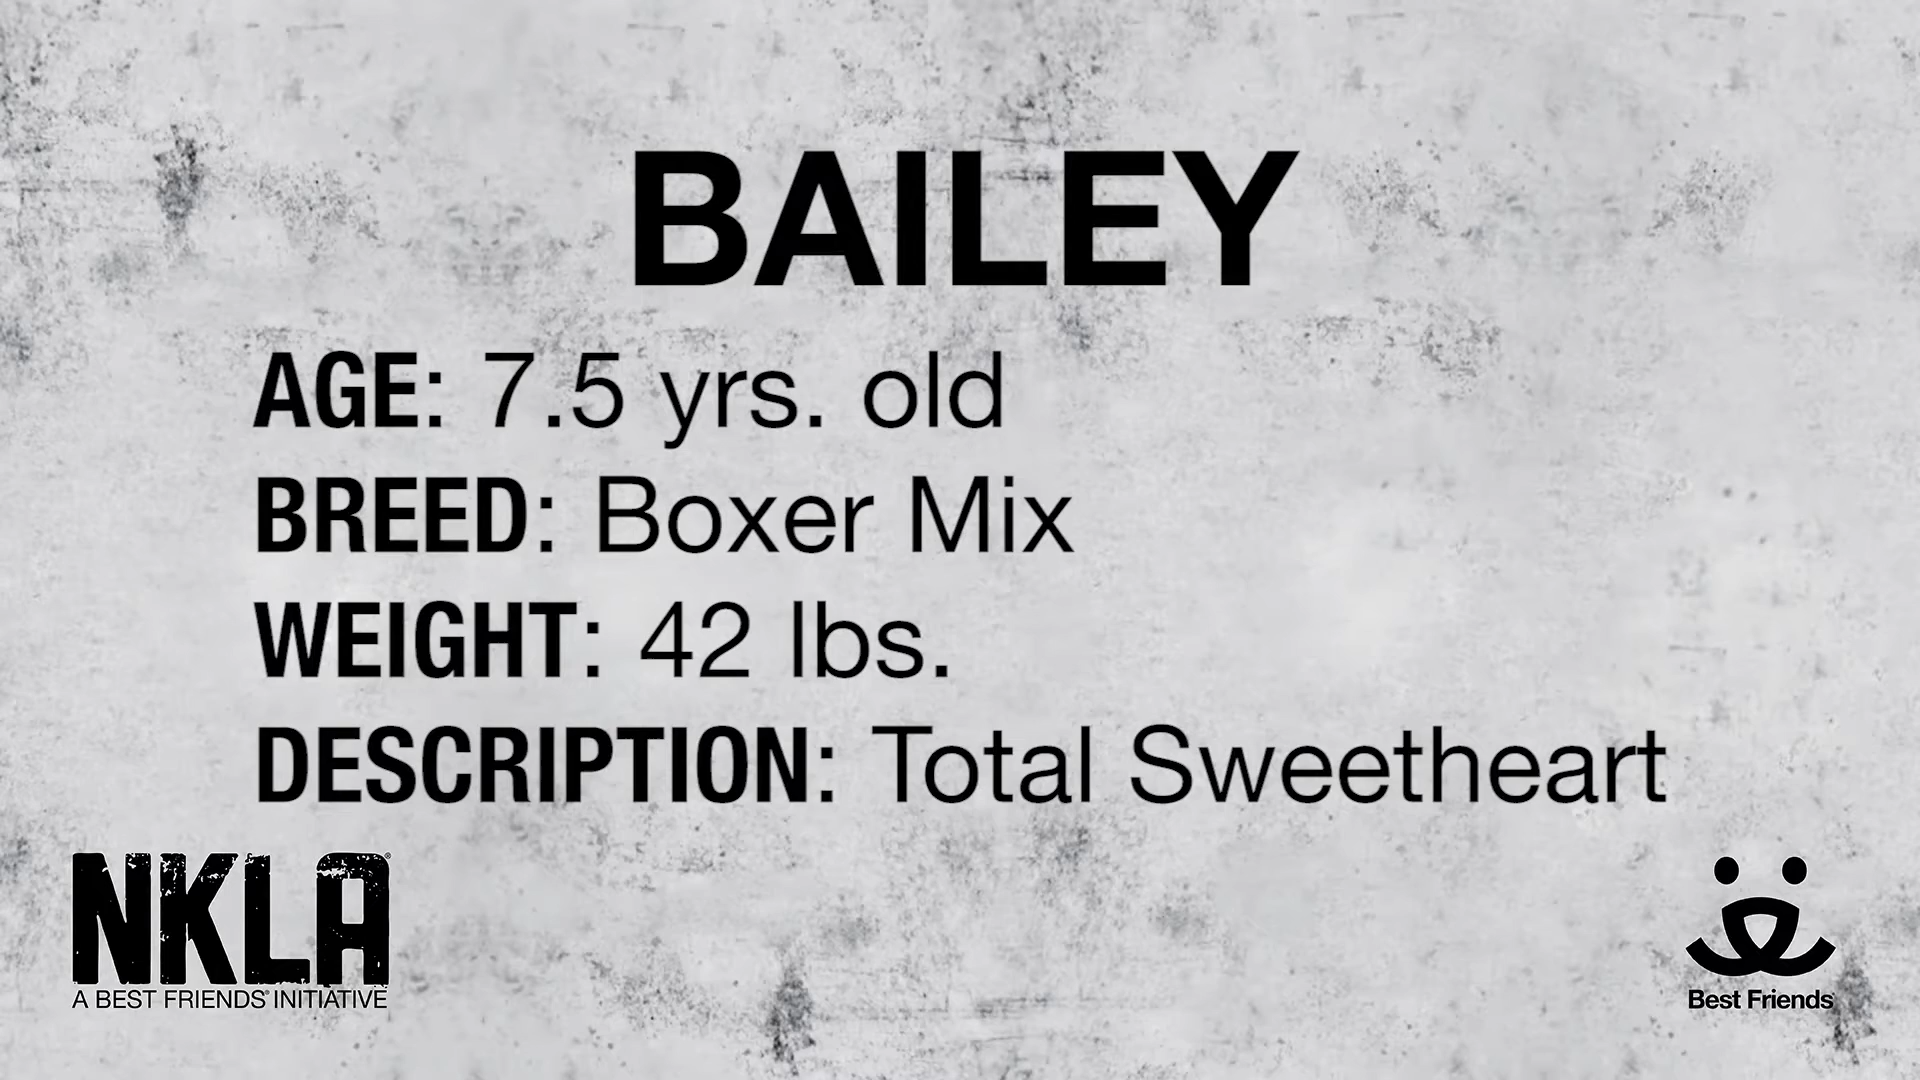 BAILEY
AGE: 7.5 yrs. old
BREED: Boxer Mix
WEIGHT: 42 lbs.
DESCRIPTION: Total Sweetheart
NKLA®
A BEST FRIENDS® INITIATIVE
Best Friends